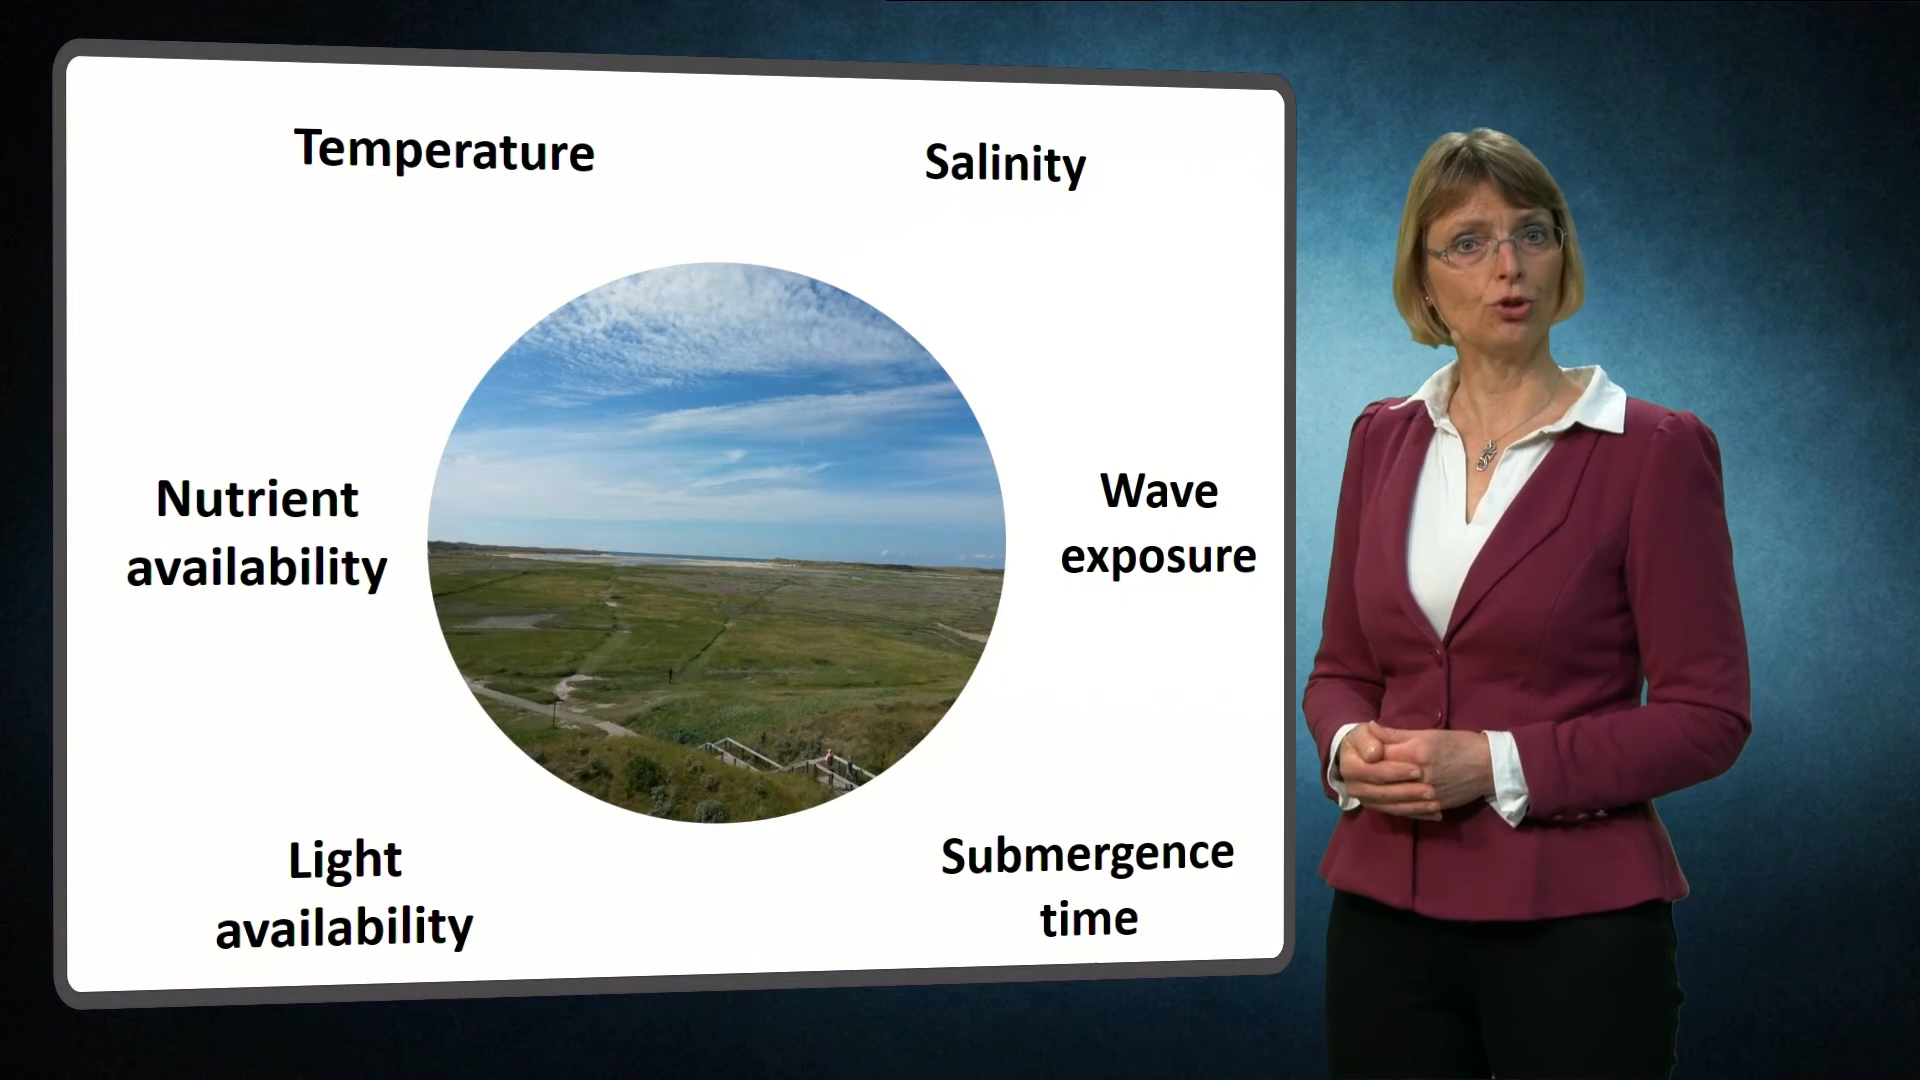 Temperature
Salinity
Nutrient
availability
Wave
exposure
Light
availability
Submergence
time